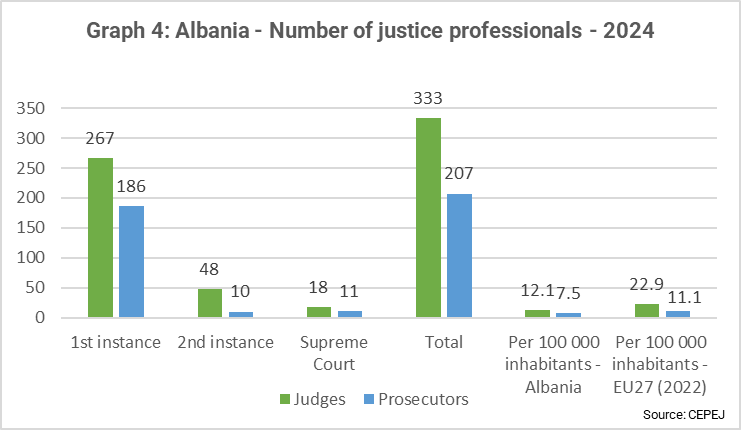 Graph 4: Albania - Number of justice professionals - 2024
350
300
250
200
150
100
50
0
267
186
48
10
18
11
333
207
12.1
7.5
22.9
11.1
1st instance
2nd instance
Supreme
Court
Total
Per 100 000
inhabitants -
Albania
Per 100 000
inhabitants -
EU27 (2022)
Judges
Prosecutors
Source: CEPEJ